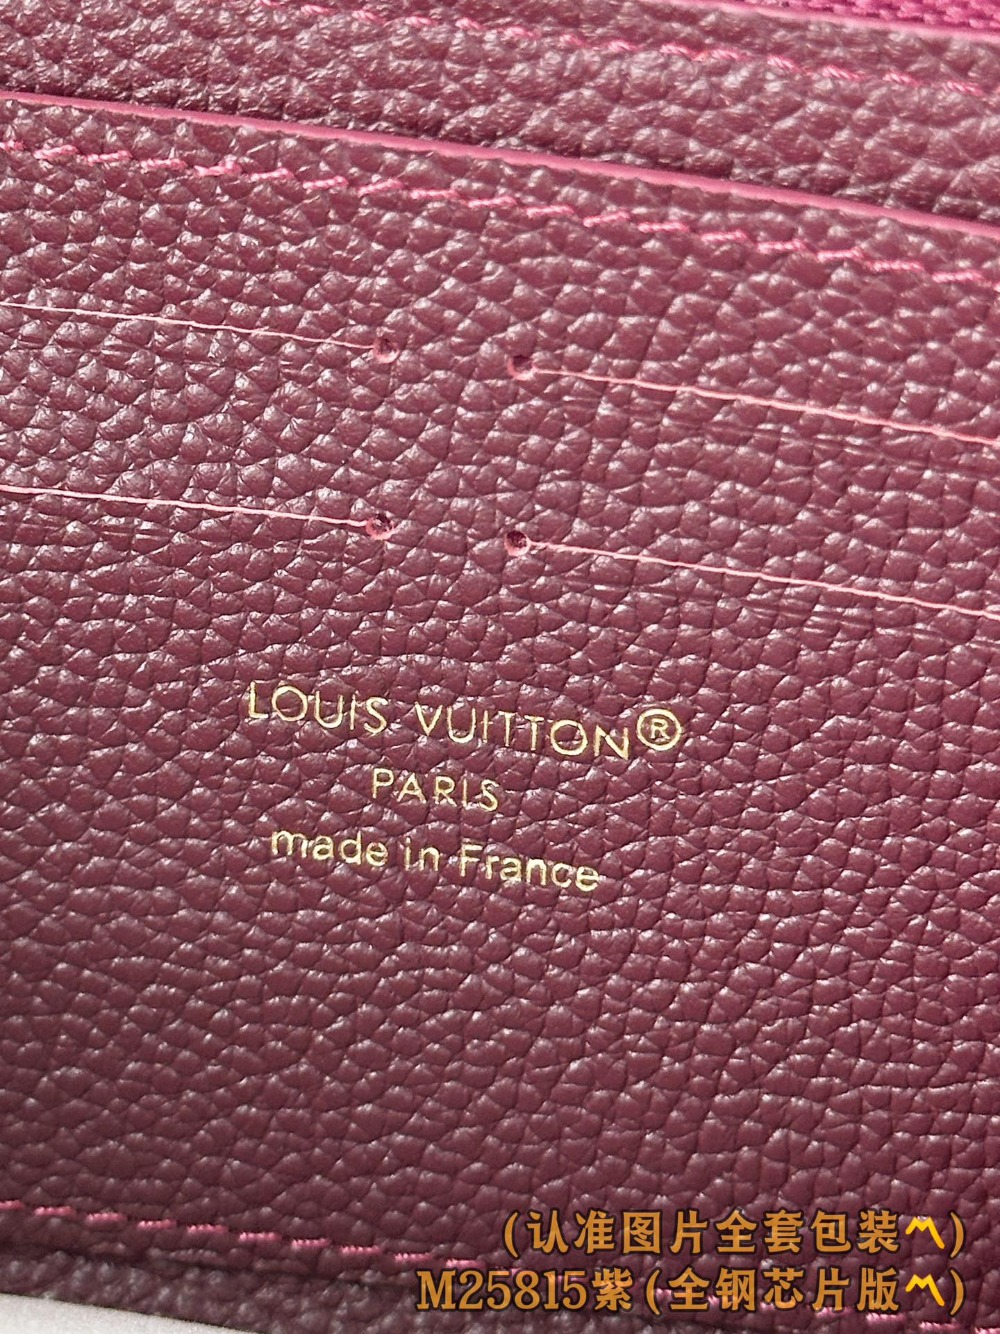 LOUIS VUITTON®
PARIS
made in France
(认准图片全套包装〽️)
M25815紫(全钢芯片版〽️)